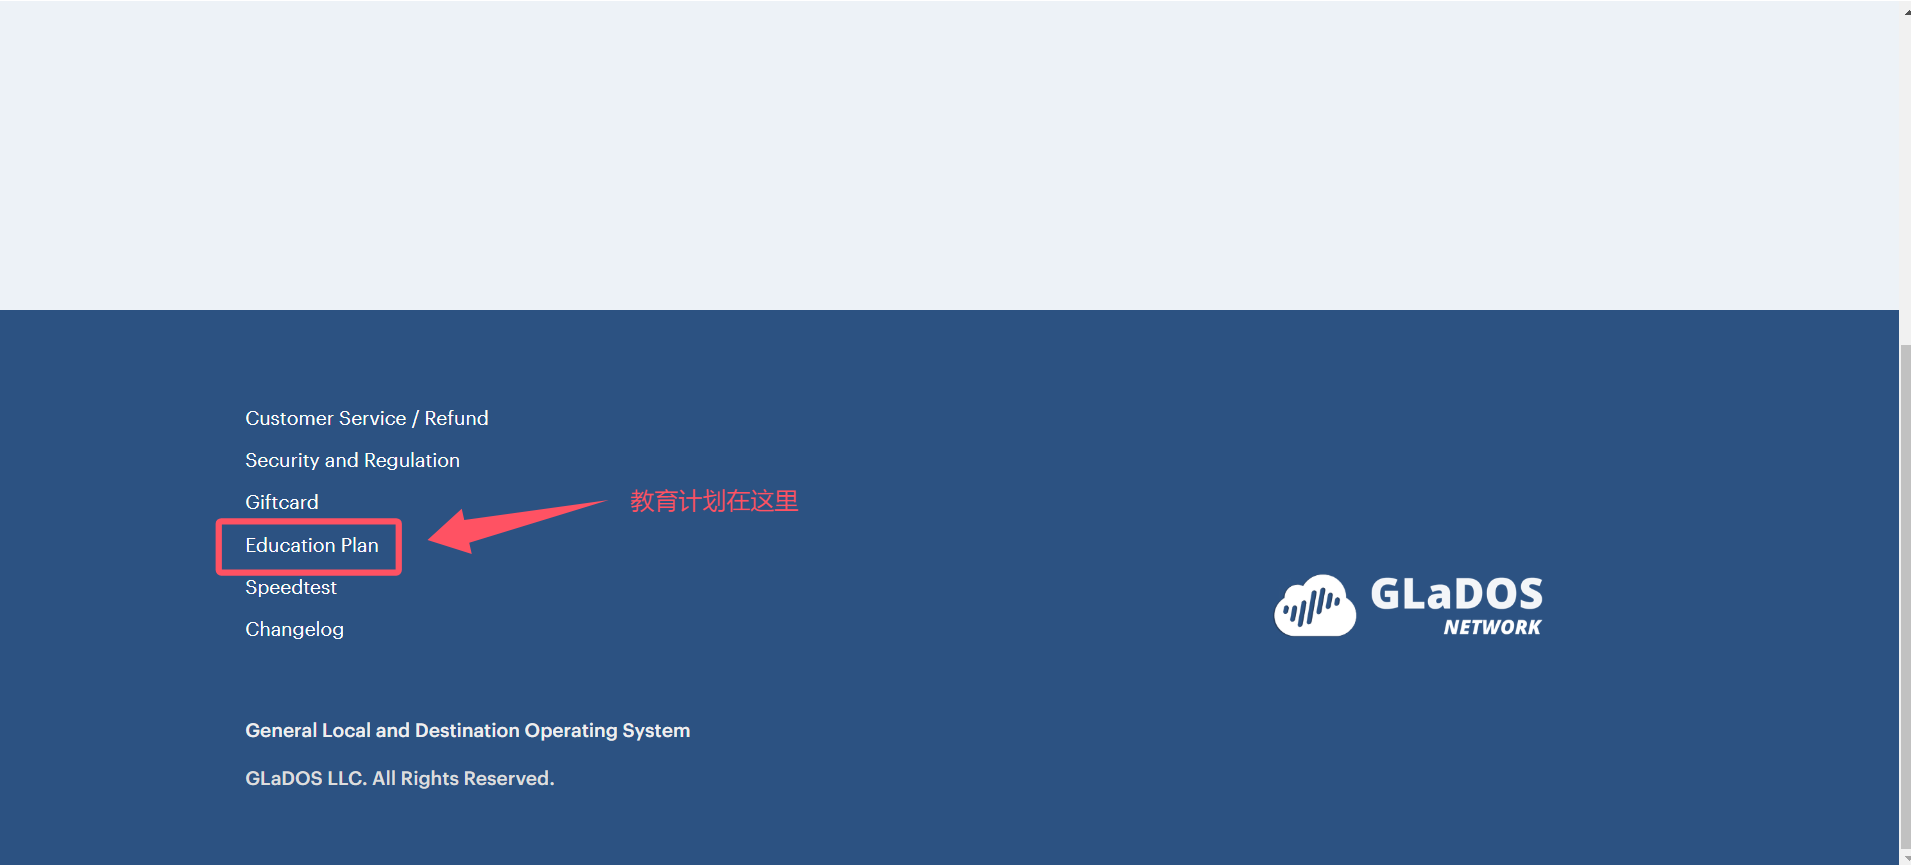 Customer Service / Refund
Security and Regulation
Giftcard
教育计划在这里
Education Plan
Speedtest
Changelog
GLaDOS
NETWORK
General Local and Destination Operating System
GLaDOS LLC. All Rights Reserved.